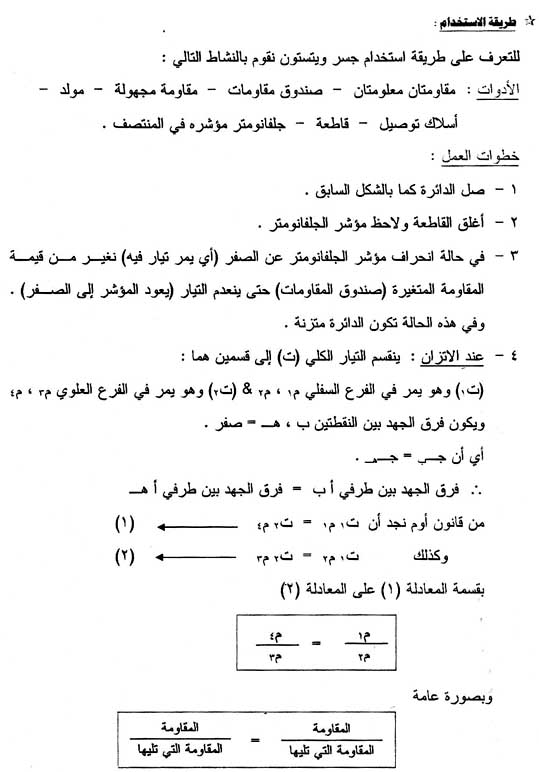 ☆ طريقة الاستخدام :
للتعرف على طريقة استخدام جسر ويتستون نقوم بالنشاط التالي :
الأدوات : مقاومتان معلومتان – صندوق مقاومات – مقاومة مجهولة – مولد –
أسلاك توصيل – قاطعة – جلفانومتر مؤشره في المنتصف .
خطوات العمل :
١ – صل الدائرة كما بالشكل السابق .
٢ – أغلق القاطعة ولاحظ مؤشر الجلفانومتر .
٣ – في حالة انحراف مؤشر الجلفانومتر عن الصفر (أي يمر تيار فيه) نغير من قيمة
المقاومة المتغيرة (صندوق المقاومات) حتى ينعدم التيار (يعود المؤشر إلى الصفر) .
وفي هذه الحالة تكون الدائرة متزنة .
٤ – عند الاتزان : ينقسم التيار الكلي (ت) إلى قسمين هما :
(ت١) وهو يمر في الفرع السفلي م١ ، م٢ & (ت٢) وهو يمر في الفرع العلوي م٣ ، م٤
ويكون فرق الجهد بين النقطتين ب ، هـ = صفر .
أي أن جـب = جـهـ .
∴ فرق الجهد بين طرفي أ ب = فرق الجهد بين طرفي أ هـ
من قانون أوم نجد أن ت١ م١ = ت٢ م٤ ← (١)
وكذلك ت١ م٢ = ت٢ م٣ ← (٢)
بقسمة المعادلة (١) على المعادلة (٢)
م١ = م٤
م٢ م٣
وبصورة عامة
المقاومة = المقاومة
المقاومة التي تليها المقاومة التي تليها